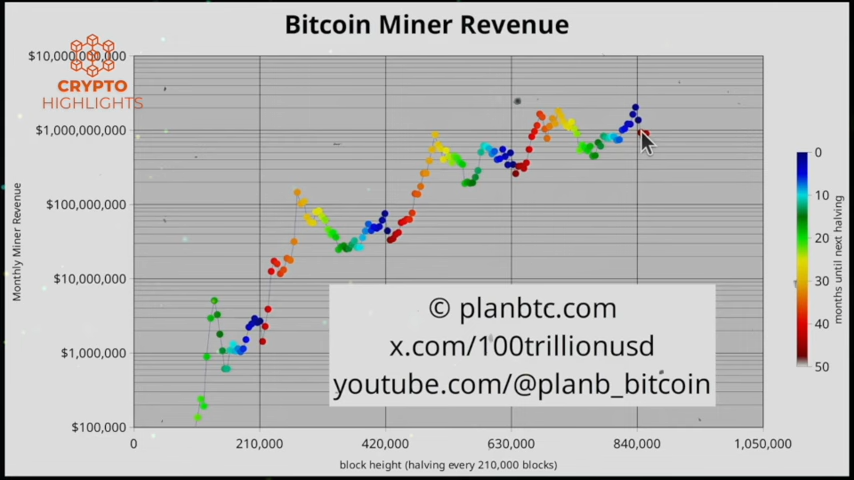 Bitcoin Miner Revenue
CRYPTO
HIGHLIGHTS
Monthly Miner Revenue
$10,000,000,000
$1,000,000,000
$100,000,000
$10,000,000
$1,000,000
$100,000
© planbtc.com
x.com/100trillionusd
youtube.com/@planb_bitcoin
0
10
20
30
40
50
months until next halving
0
210,000
420,000
630,000
840,000
1,050,000
block height (halving every 210,000 blocks)